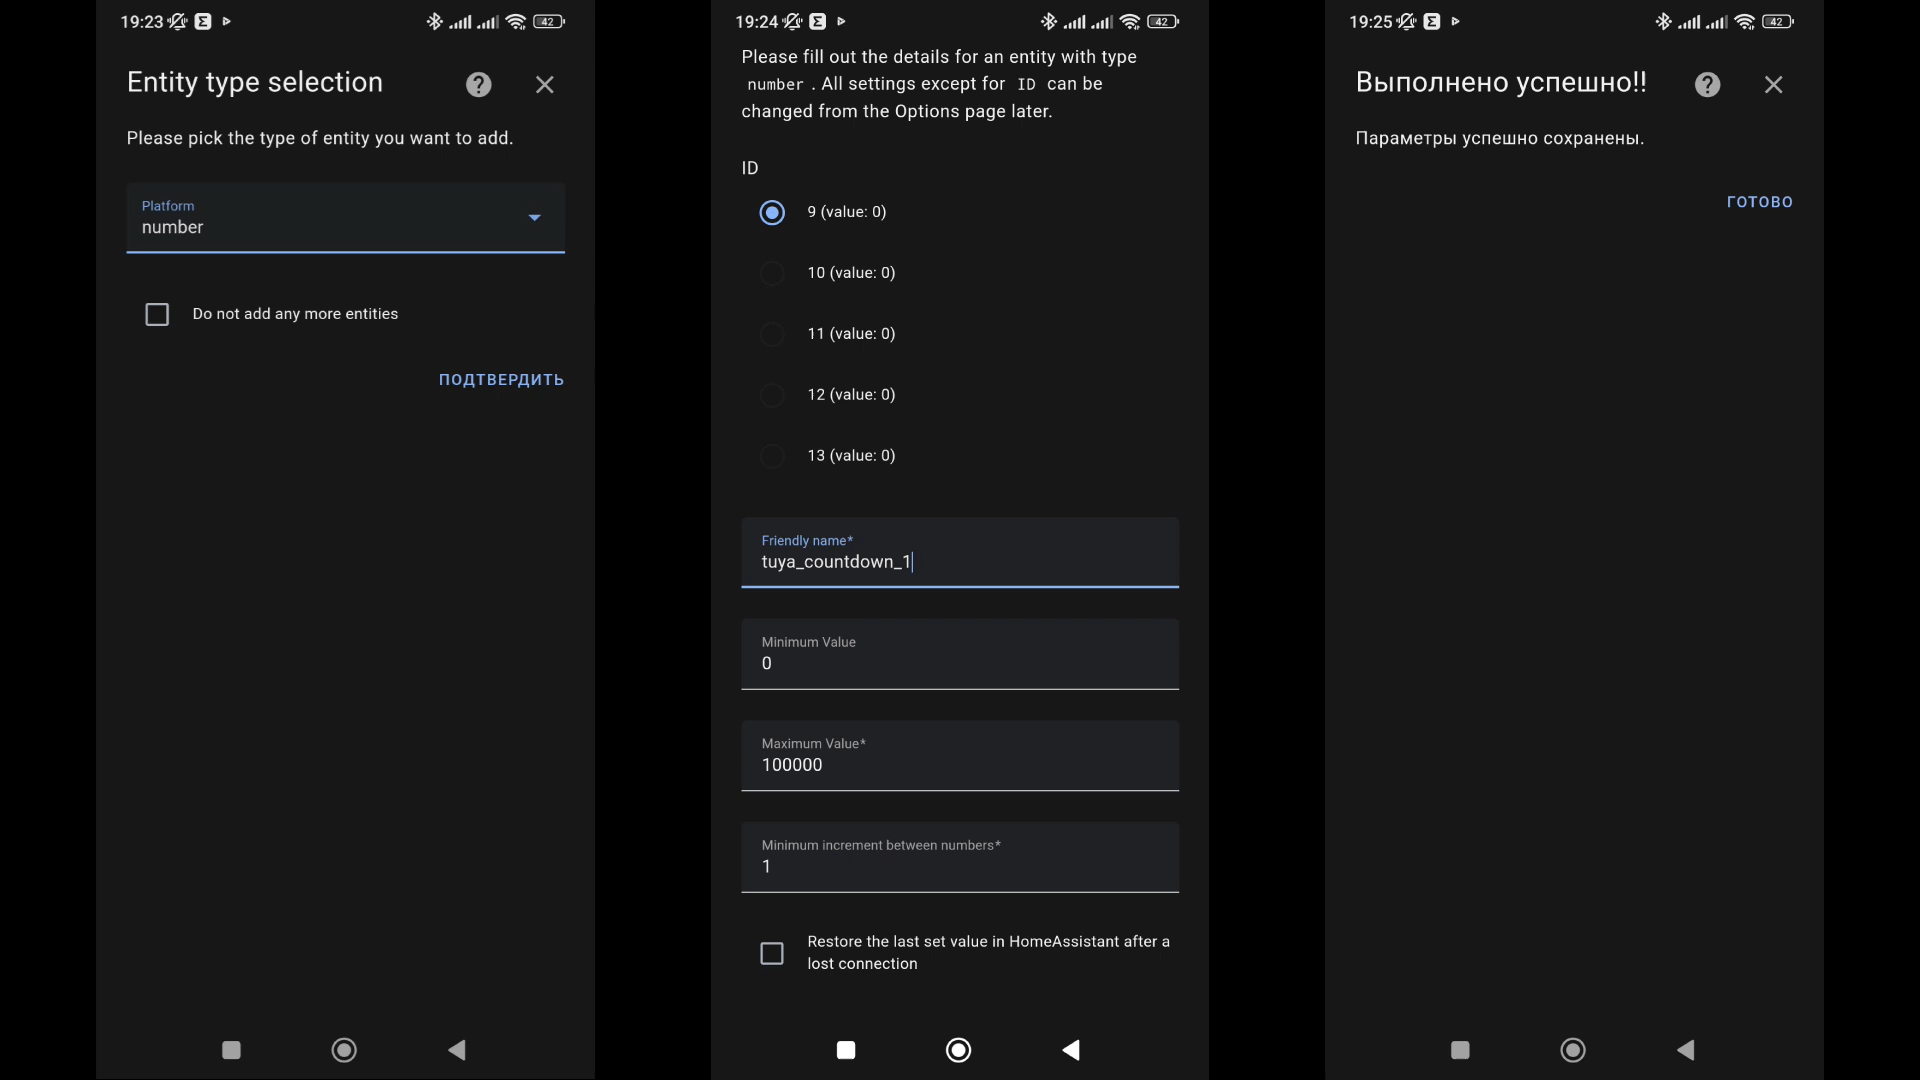 19:23
42
Entity type selection
Please pick the type of entity you want to add.
Platform
number
Do not add any more entities
ПОДТВЕРДИТЬ
19:24
42
Please fill out the details for an entity with type
number . All settings except for ID can be
changed from the Options page later.
ID
9 (value: 0)
10 (value: 0)
11 (value: 0)
12 (value: 0)
13 (value: 0)
Friendly name*
tuya_countdown_1
Minimum Value
0
Maximum Value*
100000
Minimum increment between numbers*
1
Restore the last set value in HomeAssistant after a
lost connection
19:25
42
Выполнено успешно!!
Параметры успешно сохранены.
ГОТОВО